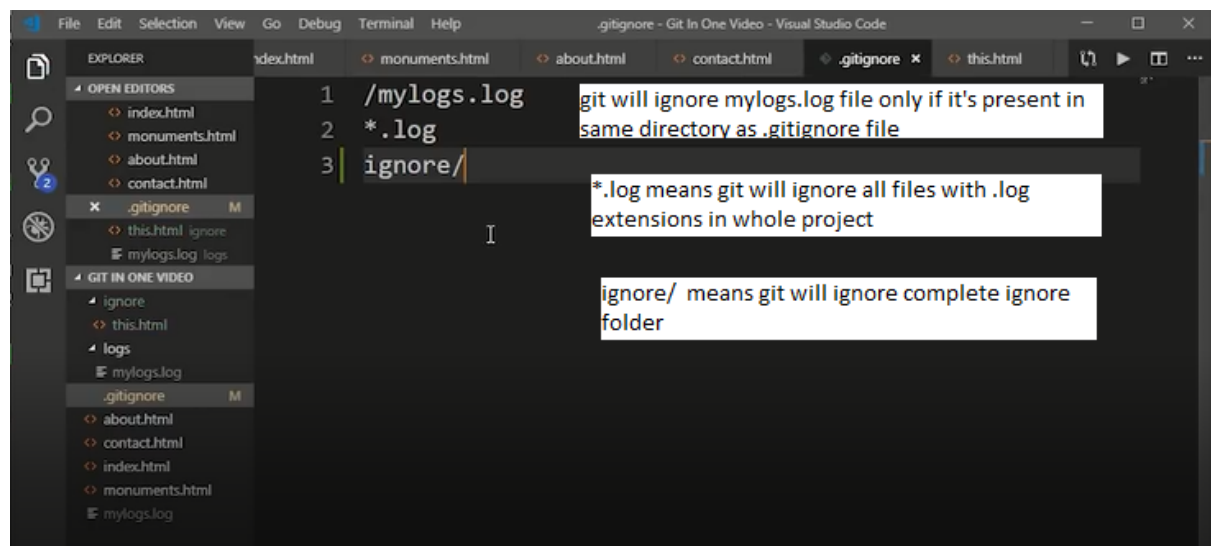 File Edit Selection View Go Debug Terminal Help .gitignore - Git In One Video - Visual Studio Code
EXPLORER
ndex.html monuments.html about.html contact.html .gitignore this.html
OPEN EDITORS
index.html
monuments.html
about.html
contact.html
.gitignore M
this.html ignore
mylogs.log logs
GIT IN ONE VIDEO
ignore
this.html
logs
mylogs.log
.gitignore M
about.html
contact.html
index.html
monuments.html
mylogs.log
2
1 /mylogs.log
2 *.log
3 ignore/
git will ignore mylogs.log file only if it's present in
same directory as .gitignore file
*.log means git will ignore all files with .log
extensions in whole project
ignore/ means git will ignore complete ignore
folder